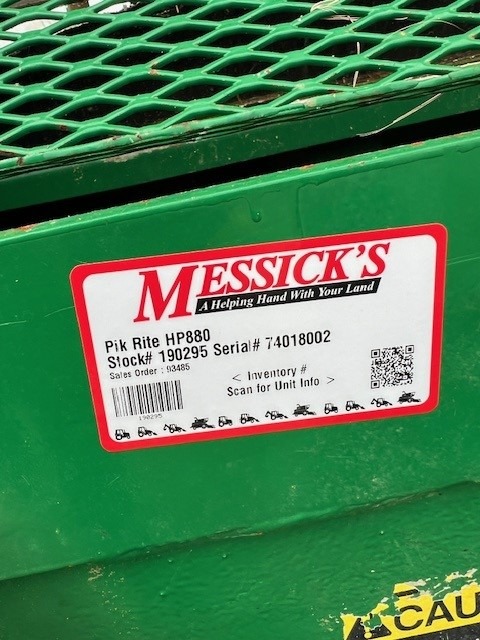 MESSICK'S
A Helping Hand With Your Land
Pik Rite HP880
Stock# 190295 Serial# 74018002
Sales Order : 93485
< Inventory #
Scan for Unit Info >
190295
CAU